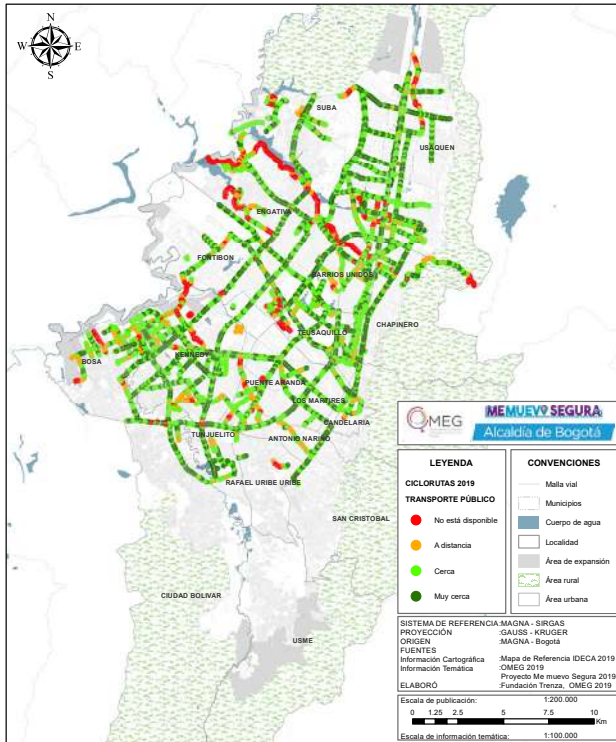 N
W E
S
SUBA
USAQUEN
ENGATIVA
FONTIBON
BARRIOS UNIDOS
TEUSAQUILLO
CHAPINERO
BOSA
KENNEDY
PUENTE ARANDA
LOS MARTIRES
CANDELARIA
TUNJUELITO
ANTONIO NARIÑO
RAFAEL URIBE URIBE
SAN CRISTOBAL
CIUDAD BOLIVAR
USME
OMEG
MEMUEVO SEGURA
Alcaldía de Bogotá
LEYENDA
CICLORUTAS 2019
TRANSPORTE PÚBLICO
No está disponible
A distancia
Cerca
Muy cerca
CONVENCIONES
Malla vial
Municipios
Cuerpo de agua
Localidad
Área de expansión
Área rural
Área urbana
SISTEMA DE REFERENCIA:MAGNA - SIRGAS
PROYECCIÓN :GAUSS - KRUGER
ORIGEN :MAGNA - Bogotá
FUENTES
Información Cartográfica :Mapa de Referencia IDECA 2019
Información Temática :OMEG 2019
Proyecto Me muevo Segura 2019
ELABORÓ :Fundación Trenza, OMEG 2019
Escala de publicación: 1:200.000
0 1.25 2.5 5 7.5 10
Km
Escala de información temática: 1:100.000